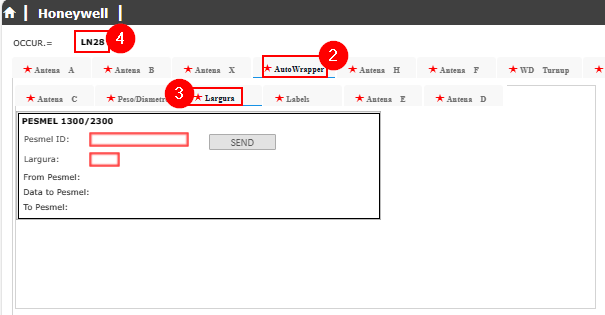 Honeywell
OCCUR.= LN28 4
2
Antena A Antena B Antena X AutoWrapper Antena H Antena F WD Turnup
3
Antena C Peso/Diametr Largura Labels Antena E Antena D
PESMEL 1300/2300
Pesmel ID: SEND
Largura:
From Pesmel:
Data to Pesmel:
To Pesmel: